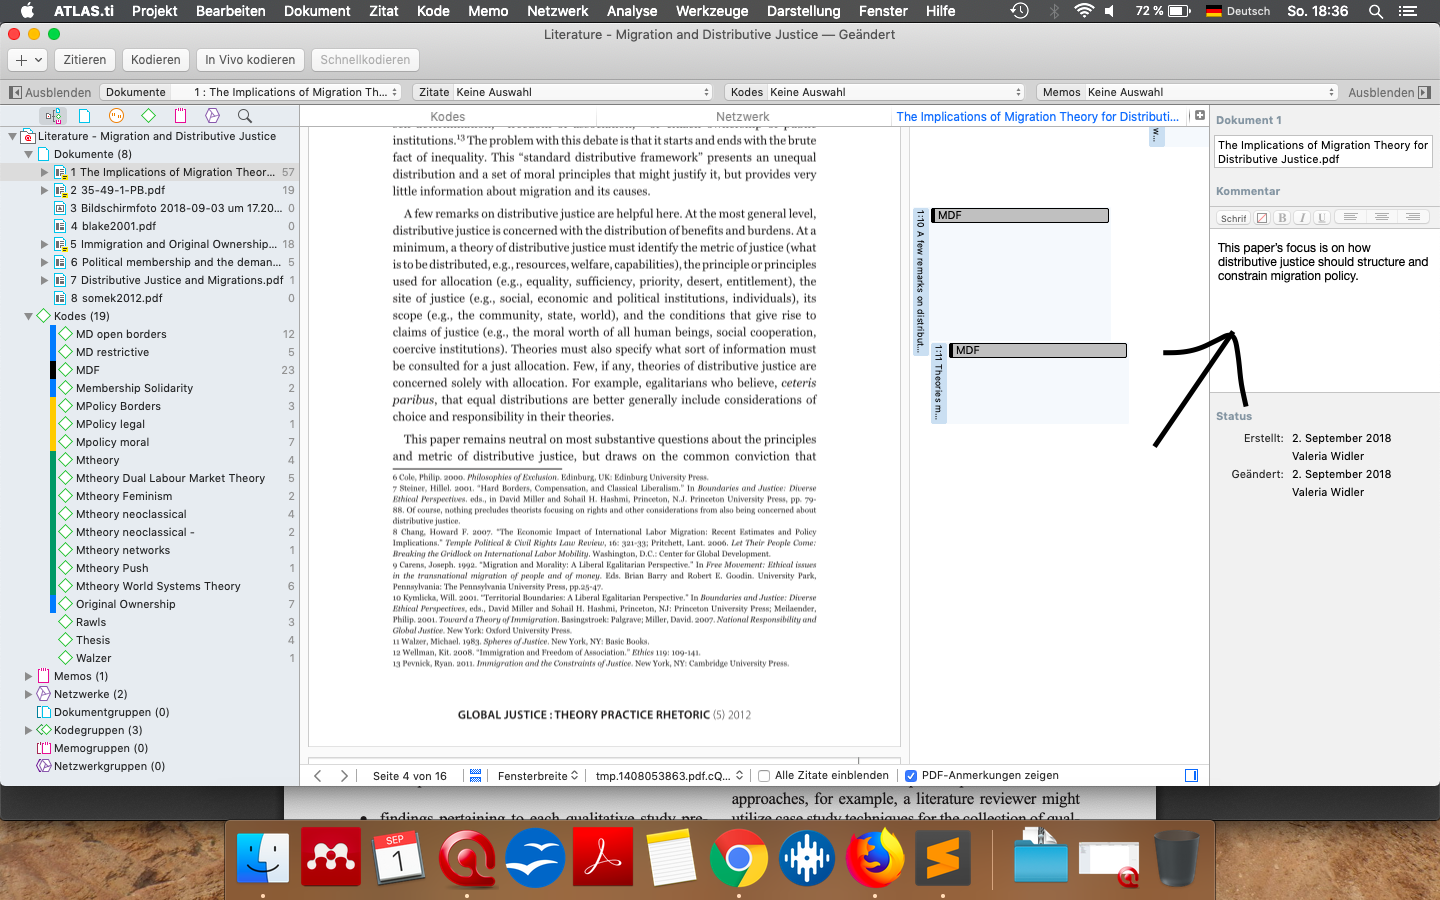 ATLAS.ti Projekt Bearbeiten Dokument Zitat Kode Memo Netzwerk Analyse Werkzeuge Darstellung Fenster Hilfe 72 % Deutsch So. 18:36
Literature - Migration and Distributive Justice — Geändert
Zitieren Kodieren In Vivo kodieren Schnellkodieren
Ausblenden Dokumente 1 : The Implications of Migration Th... Zitate Keine Auswahl Kodes Keine Auswahl Memos Keine Auswahl Ausblenden
Literature - Migration and Distributive Justice
Dokumente (8)
1 The Implications of Migration Theor... 57
2 35-49-1-PB.pdf 19
3 Bildschirmfoto 2018-09-03 um 17.20... 0
4 blake2001.pdf 0
5 Immigration and Original Ownership... 18
6 Political membership and the deman... 5
7 Distributive Justice and Migrations.pdf 1
8 somek2012.pdf 0
Kodes (19)
MD open borders 12
MD restrictive 5
MDF 23
Membership Solidarity 2
MPolicy Borders 3
MPolicy legal 1
Mpolicy moral 7
Mtheory 4
Mtheory Dual Labour Market Theory 5
Mtheory Feminism 2
Mtheory neoclassical 4
Mtheory neoclassical - 2
Mtheory networks 1
Mtheory Push 1
Mtheory World Systems Theory 6
Original Ownership 7
Rawls 3
Thesis 4
Walzer 1
Memos (1)
Netzwerke (2)
Dokumentgruppen (0)
Kodegruppen (3)
Memogruppen (0)
Netzwerkgruppen (0)
Kodes Netzwerk The Implications of Migration Theory for Distributi...
institutions.¹³ The problem with this debate is that it starts and ends with the brute
fact of inequality. This “standard distributive framework” presents an unequal
distribution and a set of moral principles that might justify it, but provides very
little information about migration and its causes.
A few remarks on distributive justice are helpful here. At the most general level,
distributive justice is concerned with the distribution of benefits and burdens. At a
minimum, a theory of distributive justice must identify the metric of justice (what
is to be distributed, e.g., resources, welfare, capabilities), the principle or principles
used for allocation (e.g., equality, sufficiency, priority, desert, entitlement), the
site of justice (e.g., social, economic and political institutions, individuals), its
scope (e.g., the community, state, world), and the conditions that give rise to
claims of justice (e.g., the moral worth of all human beings, social cooperation,
coercive institutions). Theories must also specify what sort of information must
be consulted for a just allocation. Few, if any, theories of distributive justice are
concerned solely with allocation. For example, egalitarians who believe, ceteris
paribus, that equal distributions are better generally include considerations of
choice and responsibility in their theories.
This paper remains neutral on most substantive questions about the principles
and metric of distributive justice, but draws on the common conviction that
6 Cole, Philip. 2000. Philosophies of Exclusion. Edinburg, UK: Edinburg University Press.
7 Steiner, Hillel. 2001. “Hard Borders, Compensation, and Classical Liberalism.” In Boundaries and Justice: Diverse
Ethical Perspectives. eds., in David Miller and Sohail H. Hashmi, Princeton, N.J. Princeton University Press, pp. 79-
88. Of course, nothing precludes theorists focusing on rights and other considerations from also being concerned about
distributive justice.
8 Chang, Howard F. 2007. “The Economic Impact of International Labor Migration: Recent Estimates and Policy
Implications.” Temple Political & Civil Rights Law Review, 16: 321-33; Pritchett, Lant. 2006. Let Their People Come:
Breaking the Gridlock on International Labor Mobility. Washington, D.C.: Center for Global Development.
9 Carens, Joseph. 1992. “Migration and Morality: A Liberal Egalitarian Perspective.” In Free Movement: Ethical issues
in the transnational migration of people and of money. Eds. Brian Barry and Robert E. Goodin. University Park,
Pennsylvania: The Pennsylvania University Press, pp.25-47.
10 Kymlicka, Will. 2001. “Territorial Boundaries: A Liberal Egalitarian Perspective.” In Boundaries and Justice: Diverse
Ethical Perspectives, eds., David Miller and Sohail H. Hashmi, Princeton, NJ: Princeton University Press; Meilaender,
Philip. 2001. Toward a Theory of Immigration. Basingstroek: Palgrave; Miller, David. 2007. National Responsibility and
Global Justice. New York: Oxford University Press.
11 Walzer, Michael. 1983. Spheres of Justice. New York, NY: Basic Books.
12 Wellman, Kit. 2008. “Immigration and Freedom of Association.” Ethics 119: 109-141.
13 Pevnick, Ryan. 2011. Immigration and the Constraints of Justice. New York, NY: Cambridge University Press.
GLOBAL JUSTICE : THEORY PRACTICE RHETORIC (5) 2012
w...
1:10 A few remarks on distribut...
MDF
1:11 Theories m...
MDF
Seite 4 von 16 Fensterbreite tmp.1408053863.pdf.cQ... Alle Zitate einblenden PDF-Anmerkungen zeigen
Dokument 1
The Implications of Migration Theory for
Distributive Justice.pdf
Kommentar
Schrif B I U
This paper's focus is on how
distributive justice should structure and
constrain migration policy.
Status
Erstellt: 2. September 2018
Valeria Widler
Geändert: 2. September 2018
Valeria Widler
approaches, for example, a literature reviewer might
findings pertaining to each qualitative study pre-
utilize case study techniques for the collection of qual-
SEP
1